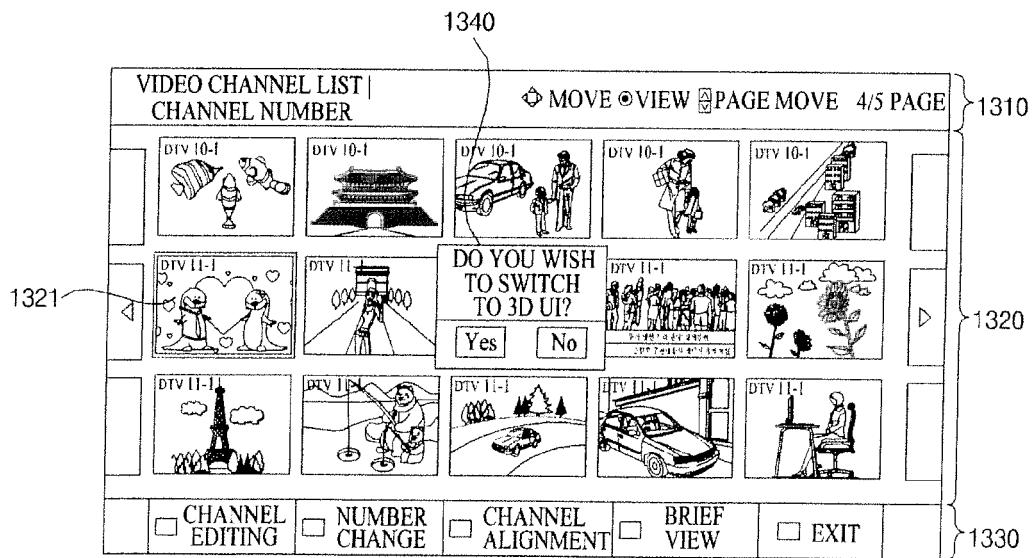 1340
VIDEO CHANNEL LIST |
CHANNEL NUMBER
MOVE VIEW PAGE MOVE 4/5 PAGE
1310
DTV 10-1 DTV 10-1 DTV 10-1 DTV 10-1 DTV 10-1
DO YOU WISH
TO SWITCH
TO 3D UI?
Yes No
DTV 11-1 DTV 11-1 DTV 11-1
1321
1320
DTV 11-1 DTV 11-1 DTV 11-1 DTV 11-1 DTV 11-1
CHANNEL
EDITING
NUMBER
CHANGE
CHANNEL
ALIGNMENT
BRIEF
VIEW
EXIT
1330